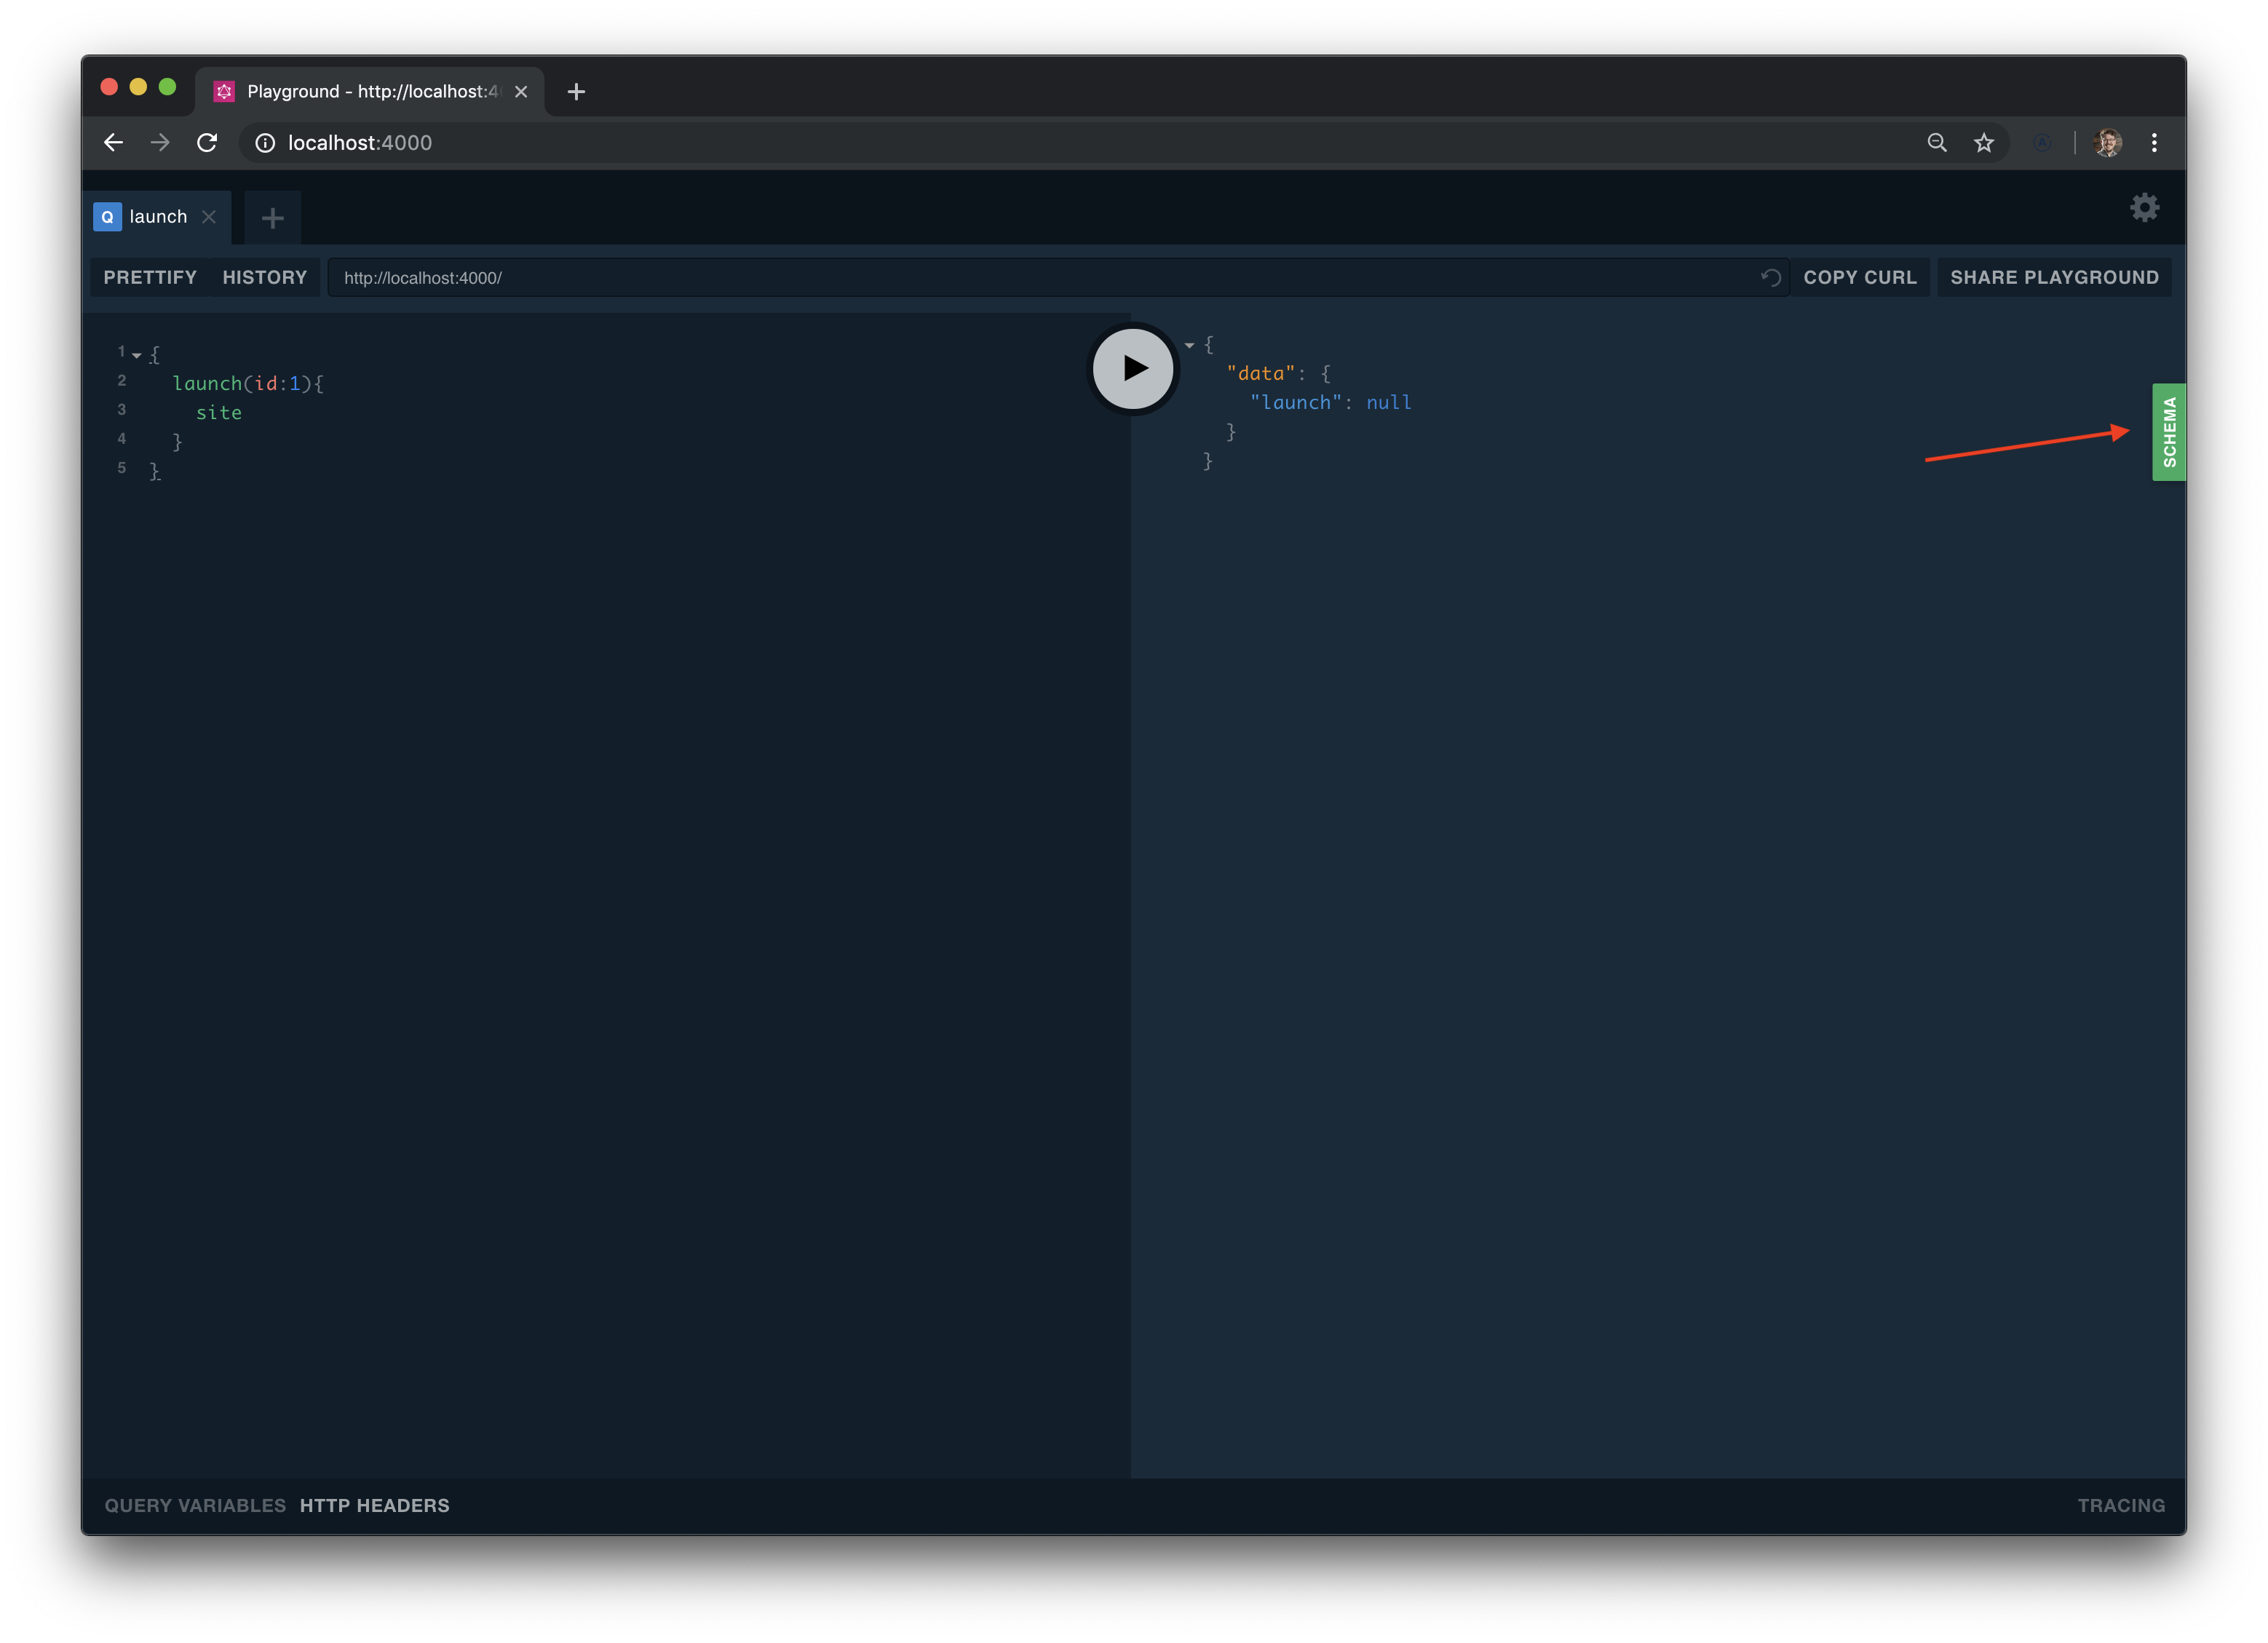 Playground - http://localhost:4
localhost:4000
Q launch
PRETTIFY HISTORY http://localhost:4000/ COPY CURL SHARE PLAYGROUND
1 {
2 launch(id:1){
3 site
4 }
5 }
{
"data": {
"launch": null
}
}
SCHEMA
QUERY VARIABLES HTTP HEADERS TRACING